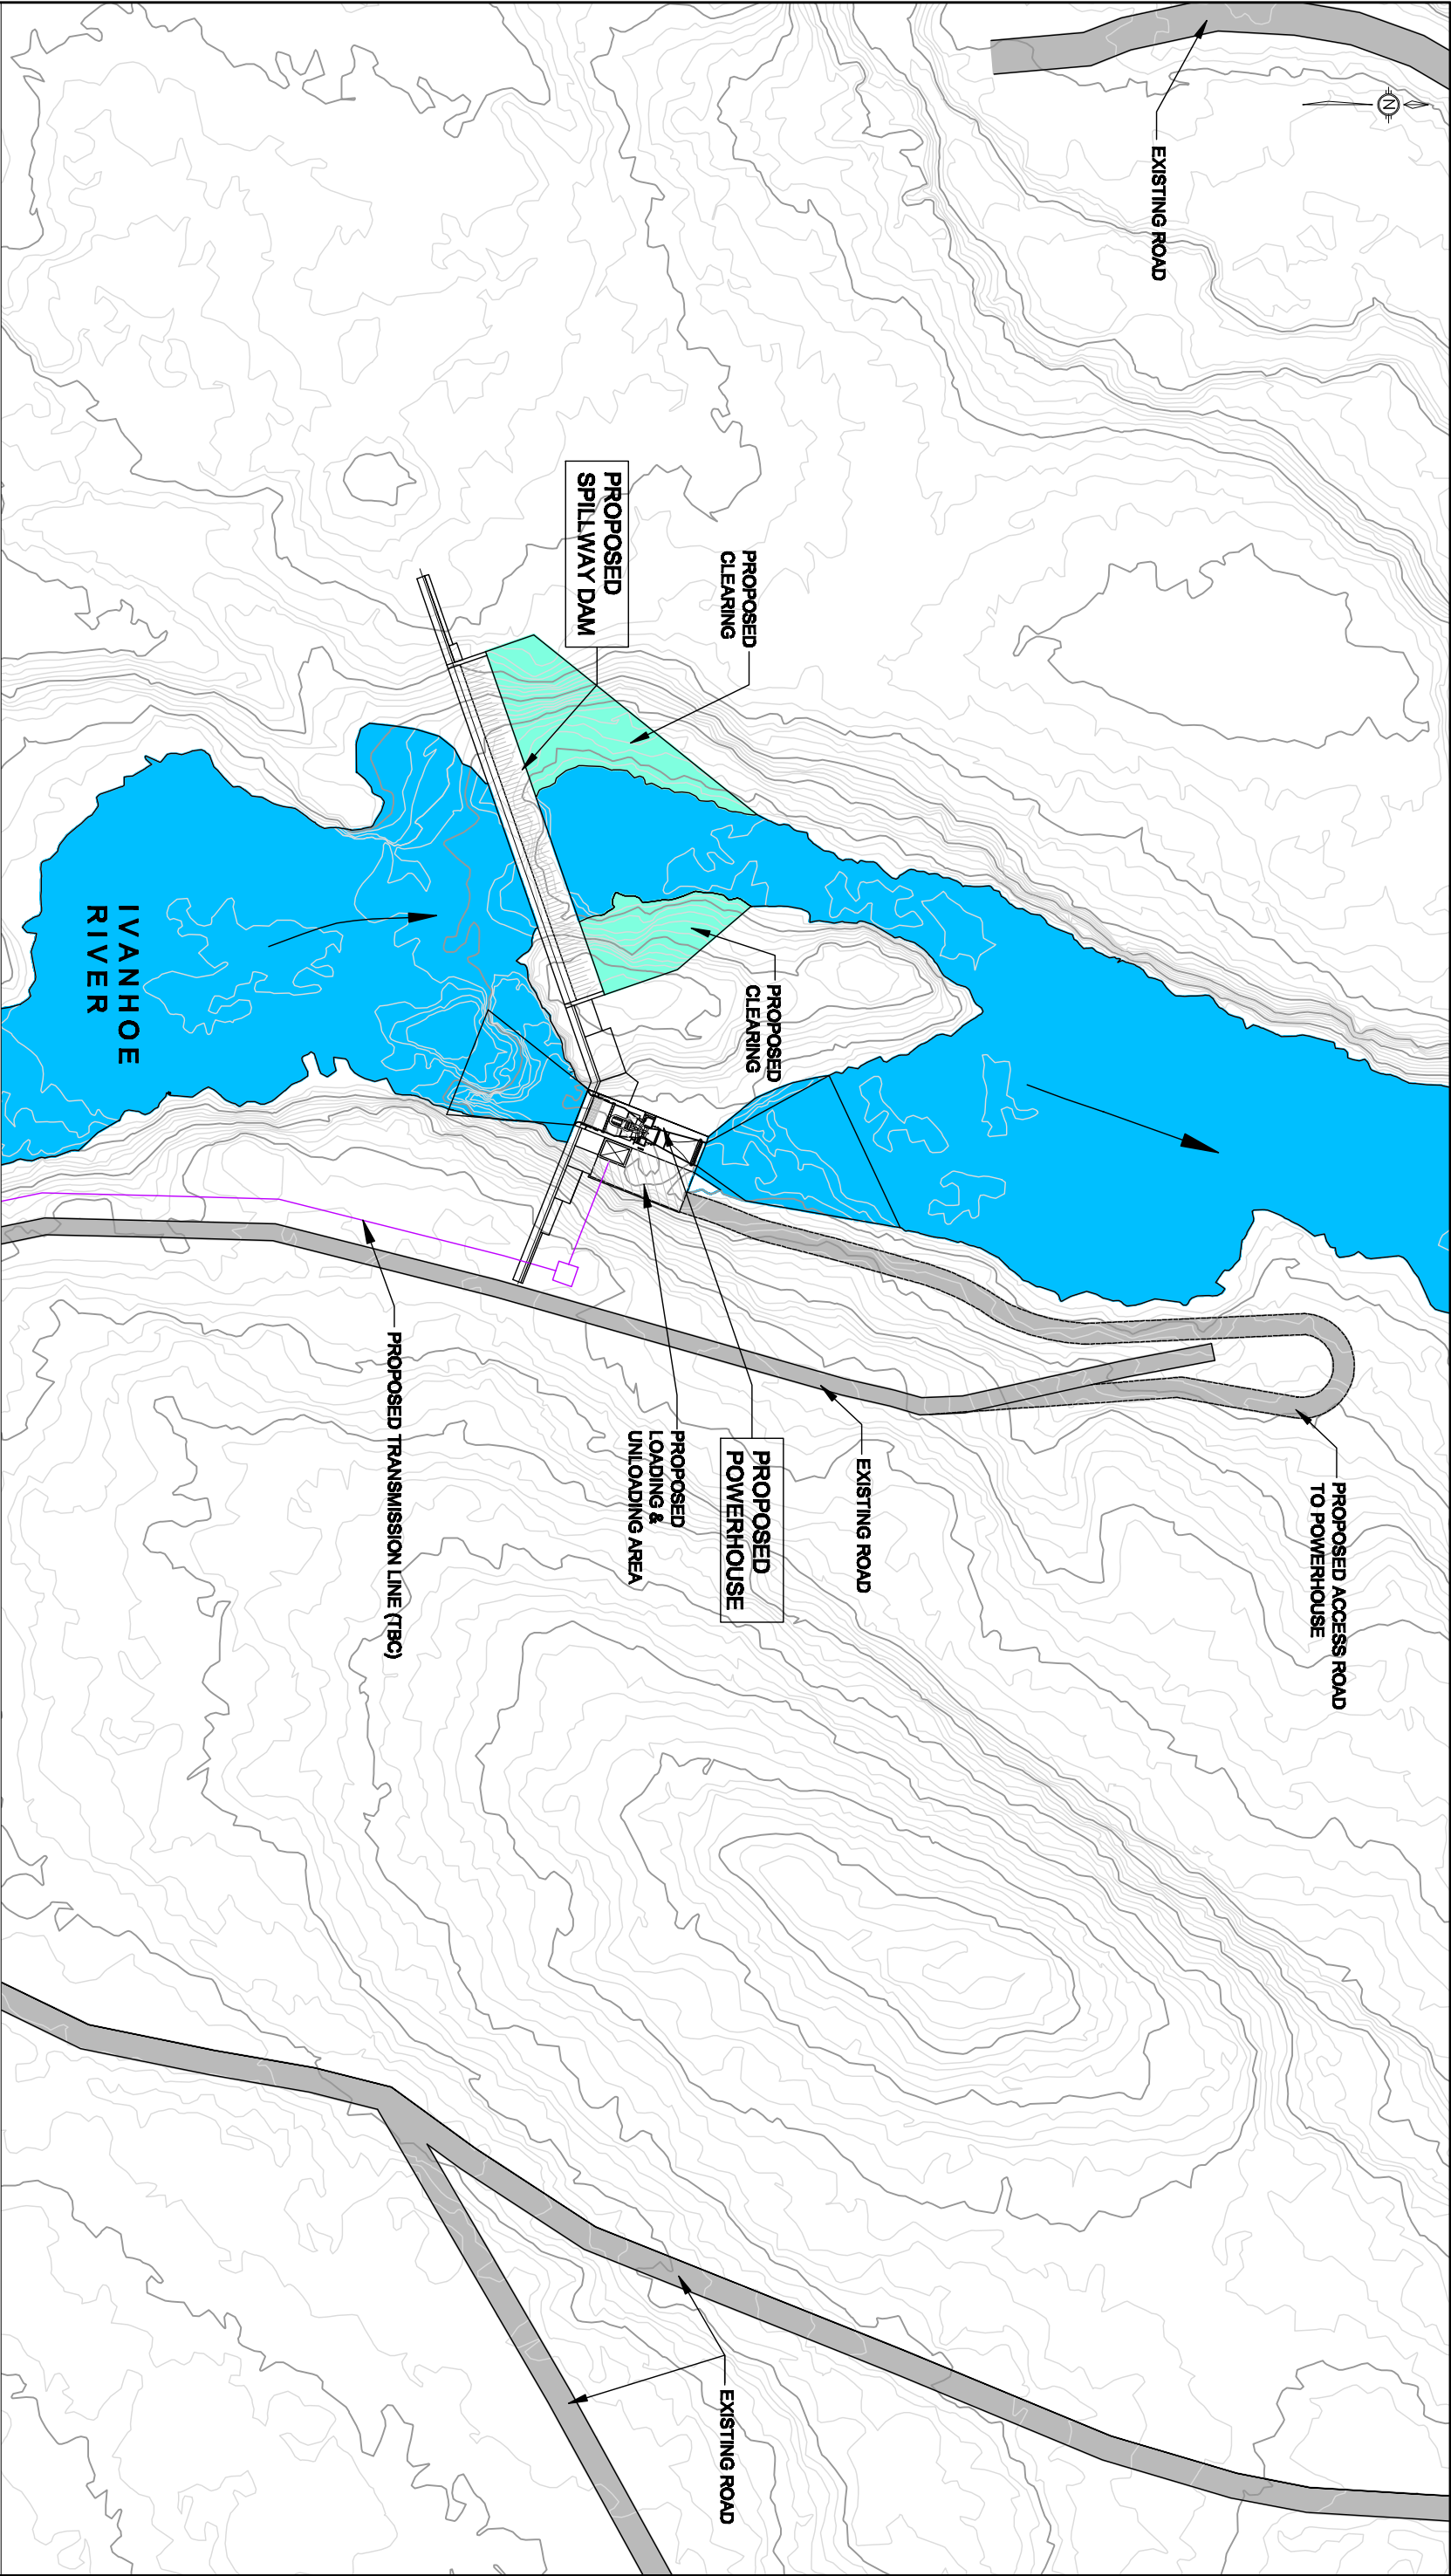 N
EXISTING ROAD
PROPOSED
SPILLWAY DAM
PROPOSED
CLEARING
PROPOSED
CLEARING
IVANHOE
RIVER
PROPOSED ACCESS ROAD
TO POWERHOUSE
EXISTING ROAD
PROPOSED
POWERHOUSE
PROPOSED
LOADING &
UNLOADING AREA
PROPOSED TRANSMISSION LINE (TBC)
EXISTING ROAD